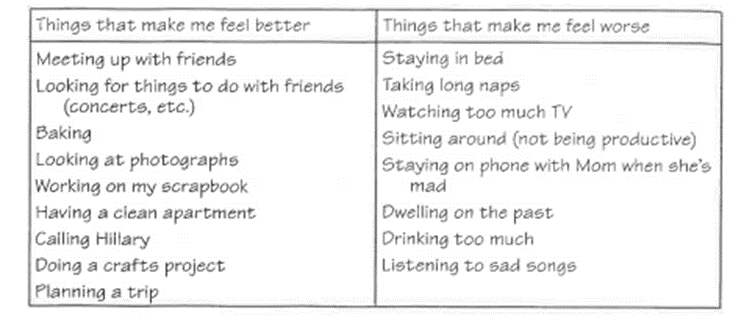 Things that make me feel better
Meeting up with friends
Looking for things to do with friends
(concerts, etc.)
Baking
Looking at photographs
Working on my scrapbook
Having a clean apartment
Calling Hillary
Doing a crafts project
Planning a trip
Things that make me feel worse
Staying in bed
Taking long naps
Watching too much TV
Sitting around (not being productive)
Staying on phone with Mom when she's
mad
Dwelling on the past
Drinking too much
Listening to sad songs